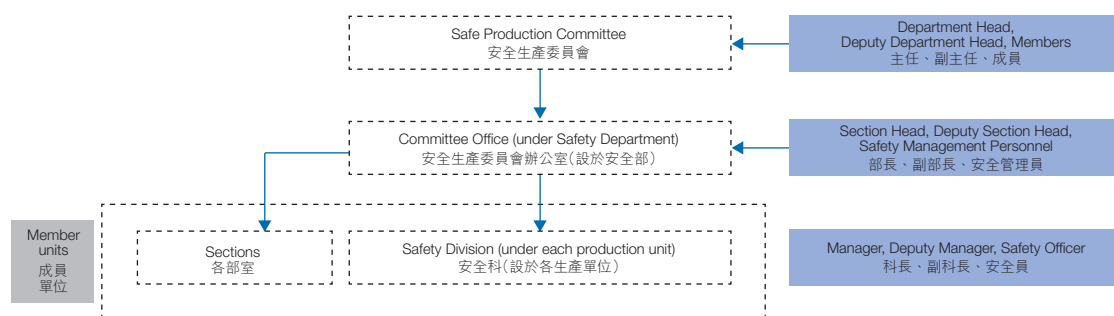 Safe Production Committee
安全生產委員會
Department Head,
Deputy Department Head, Members
主任、副主任、成員
Committee Office (under Safety Department)
安全生產委員會辦公室(設於安全部)
Section Head, Deputy Section Head,
Safety Management Personnel
部長、副部長、安全管理員
Member
units
成員
單位
Sections
各部室
Safety Division (under each production unit)
安全科(設於各生產單位)
Manager, Deputy Manager, Safety Officer
科長、副科長、安全員